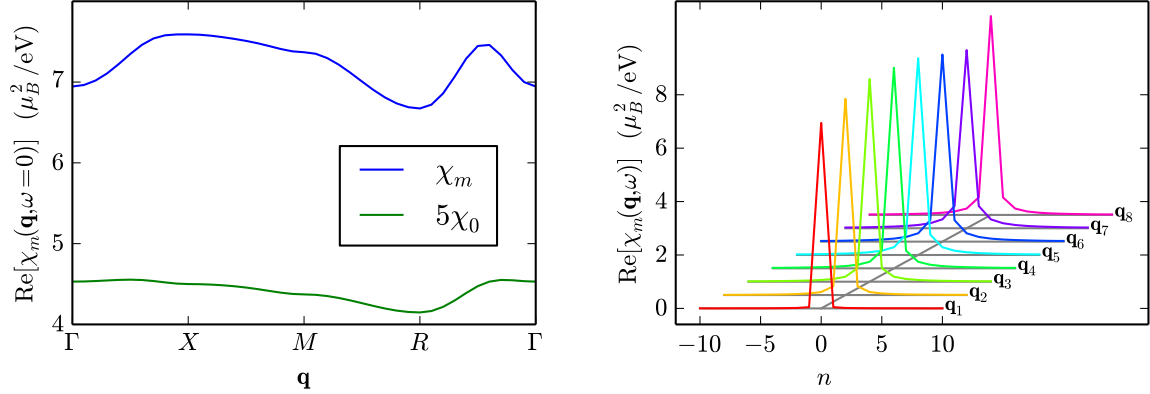 Re[χ_m(𝐪,ω=0)] (μ_B^2/eV)
7
6
5
4
χ_m
5χ_0
Γ X M R Γ
𝐪
Re[χ_m(𝐪,ω)] (μ_B^2/eV)
8
6
4
2
0
𝐪_8
𝐪_7
𝐪_6
𝐪_5
𝐪_4
𝐪_3
𝐪_2
𝐪_1
−10 −5 0 5 10
n